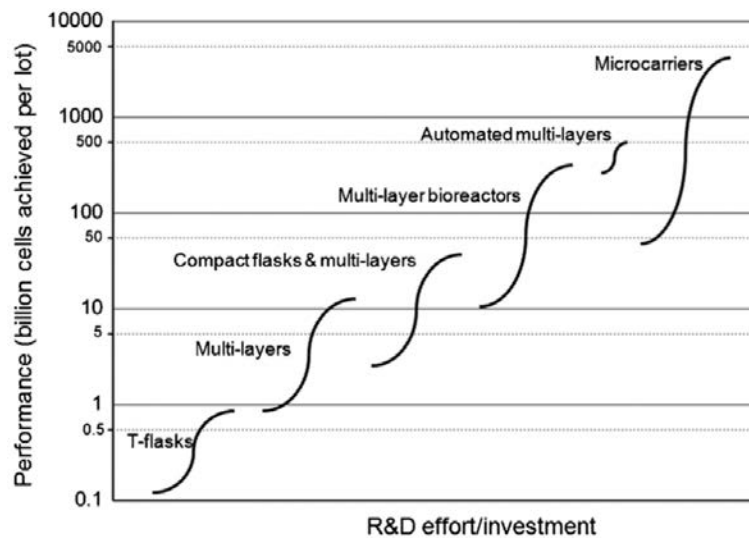 10000
5000
Microcarriers
1000
Automated multi-layers
500
Multi-layer bioreactors
100
50
Compact flasks & multi-layers
10
5
Multi-layers
1
0.5
T-flasks
0.1
Performance (billion cells achieved per lot)
R&D effort/investment